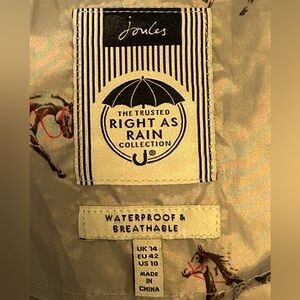 Joules
THE TRUSTED
RIGHT AS
RAIN
COLLECTION
®
WATERPROOF &
BREATHABLE
UK 14
EU 42
US 10
MADE
IN
CHINA